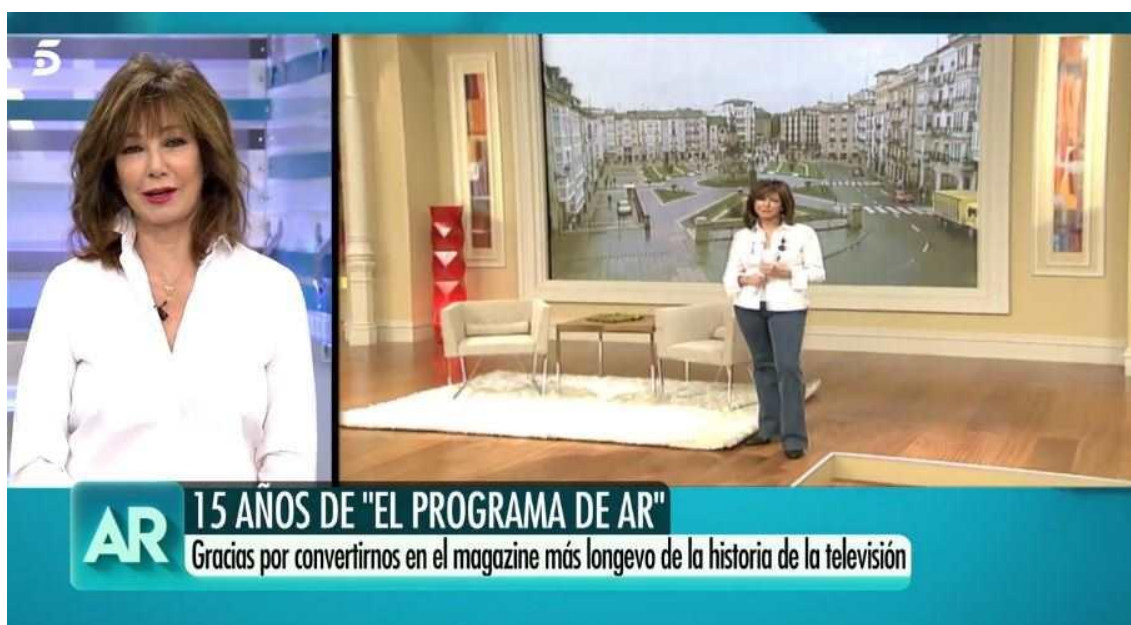 5
15 AÑOS DE "EL PROGRAMA DE AR"
AR
Gracias por convertirnos en el magazine más longevo de la historia de la televisión